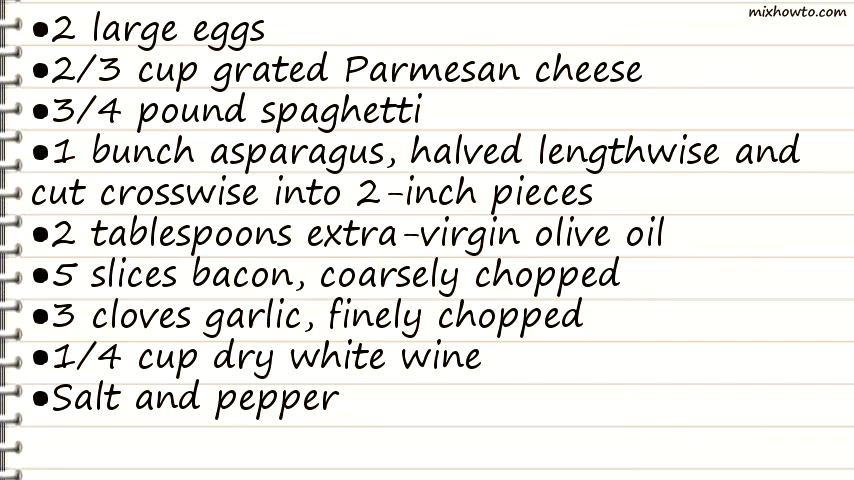 mixhowto.com
•2 large eggs
•2/3 cup grated Parmesan cheese
•3/4 pound spaghetti
•1 bunch asparagus, halved lengthwise and
cut crosswise into 2-inch pieces
•2 tablespoons extra-virgin olive oil
•5 slices bacon, coarsely chopped
•3 cloves garlic, finely chopped
•1/4 cup dry white wine
•Salt and pepper